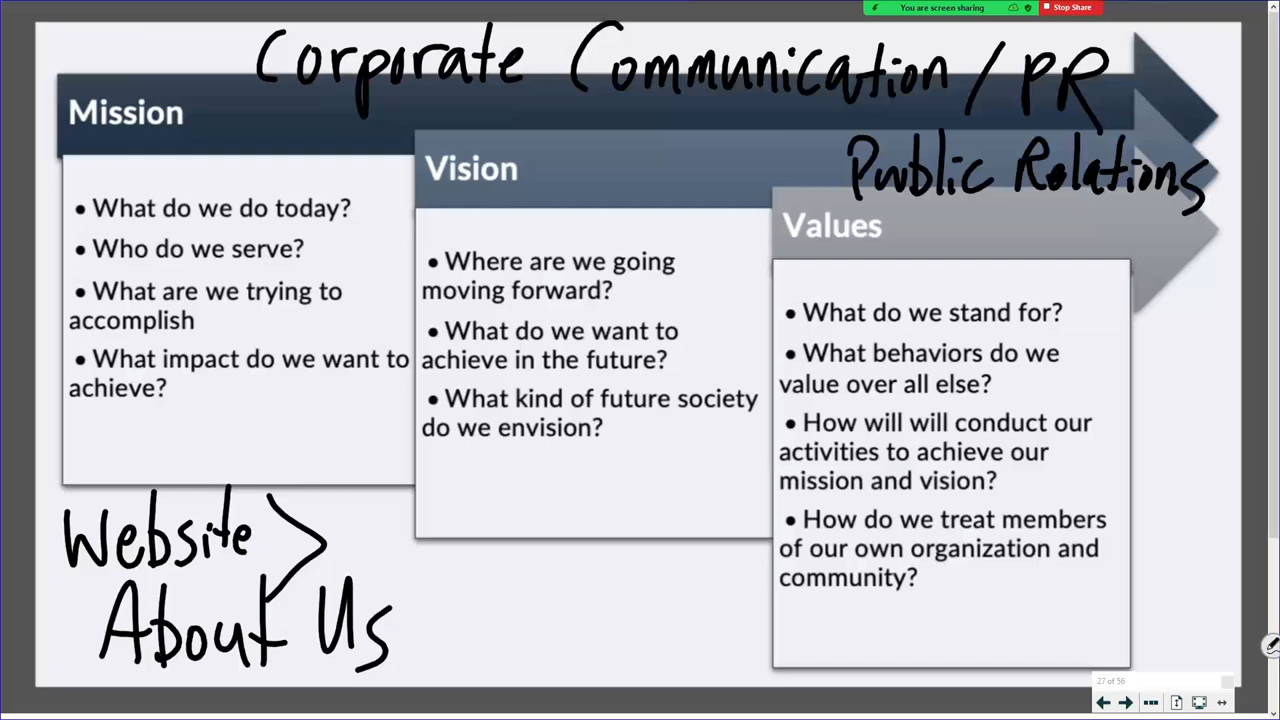 You are screen sharing
Stop Share
Corporate Communication / PR
Public Relations
Mission
• What do we do today?
• Who do we serve?
• What are we trying to
accomplish
• What impact do we want to
achieve?
Vision
• Where are we going
moving forward?
• What do we want to
achieve in the future?
• What kind of future society
do we envision?
Values
• What do we stand for?
• What behaviors do we
value over all else?
• How will will conduct our
activities to achieve our
mission and vision?
• How do we treat members
of our own organization and
community?
Website >
About Us
27 of 56